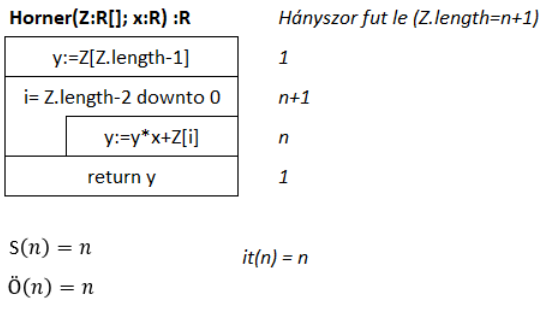 Horner(Z:R[]; x:R) :R Hányszor fut le (Z.length=n+1)
y:=Z[Z.length-1] 1
i= Z.length-2 downto 0 n+1
y:=y*x+Z[i] n
return y 1
S(n) = n
it(n) = n
Ö(n) = n